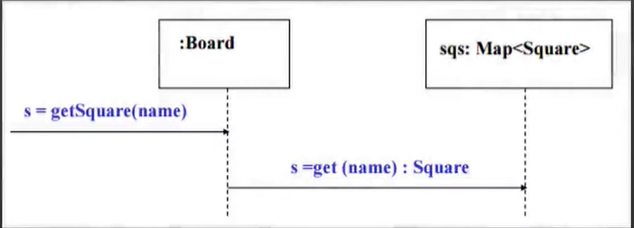 :Board
sqs: Map<Square>
s = getSquare(name)
s =get (name) : Square